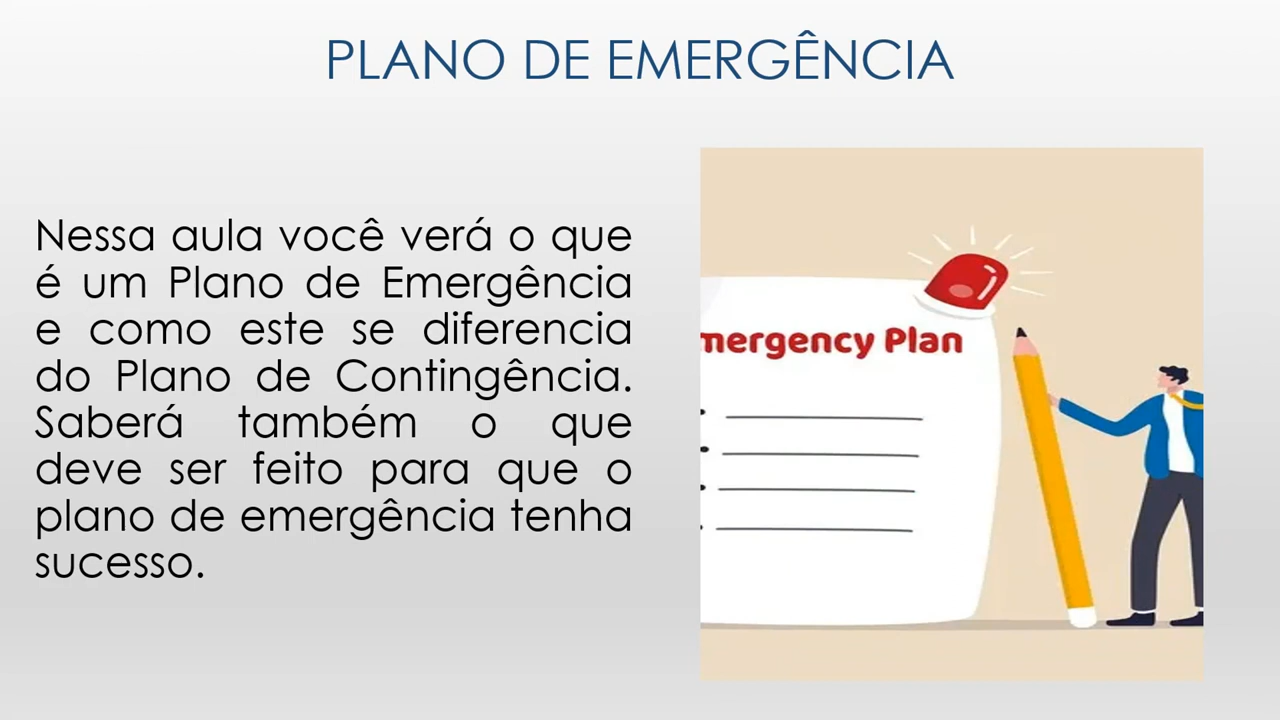 PLANO DE EMERGÊNCIA
Nessa aula você verá o que
é um Plano de Emergência
e como este se diferencia
do Plano de Contingência.
Saberá também o que
deve ser feito para que o
plano de emergência tenha
sucesso.
mergency Plan